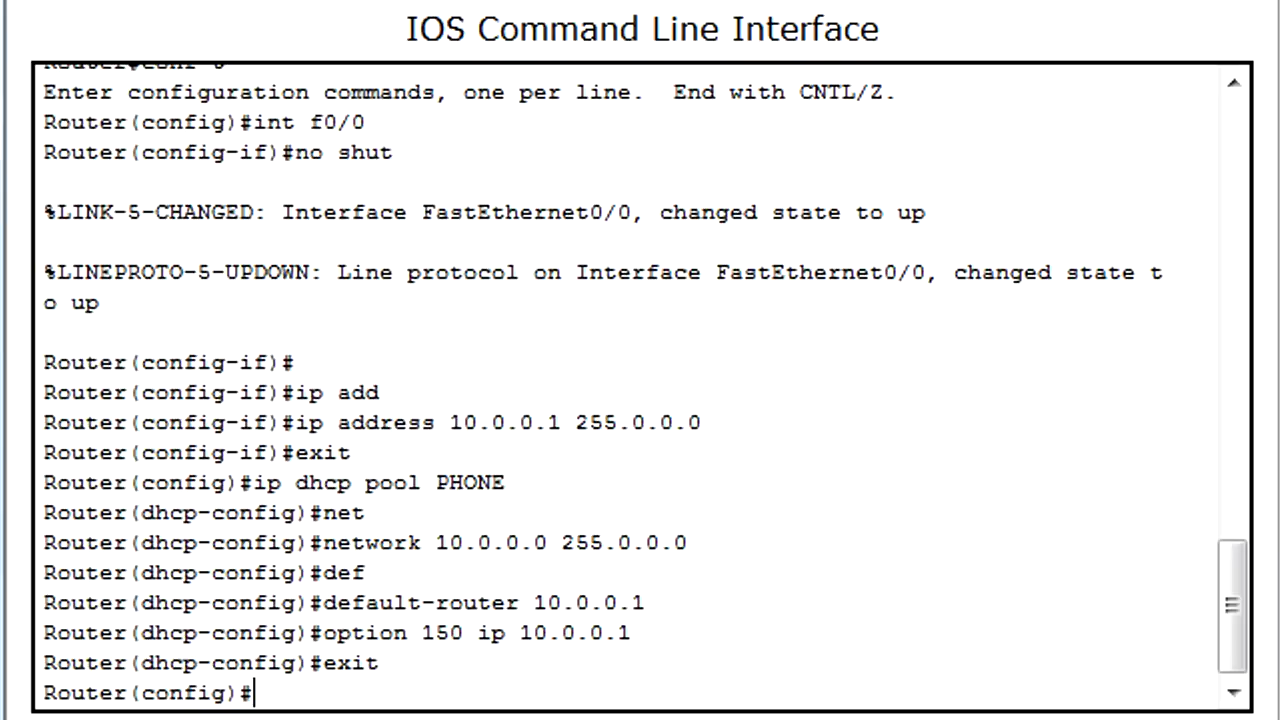 IOS Command Line Interface
Enter configuration commands, one per line.  End with CNTL/Z.
Router(config)#int f0/0
Router(config-if)#no shut
%LINK-5-CHANGED: Interface FastEthernet0/0, changed state to up
%LINEPROTO-5-UPDOWN: Line protocol on Interface FastEthernet0/0, changed state t
o up
Router(config-if)#
Router(config-if)#ip add
Router(config-if)#ip address 10.0.0.1 255.0.0.0
Router(config-if)#exit
Router(config)#ip dhcp pool PHONE
Router(dhcp-config)#net
Router(dhcp-config)#network 10.0.0.0 255.0.0.0
Router(dhcp-config)#def
Router(dhcp-config)#default-router 10.0.0.1
Router(dhcp-config)#option 150 ip 10.0.0.1
Router(dhcp-config)#exit
Router(config)#